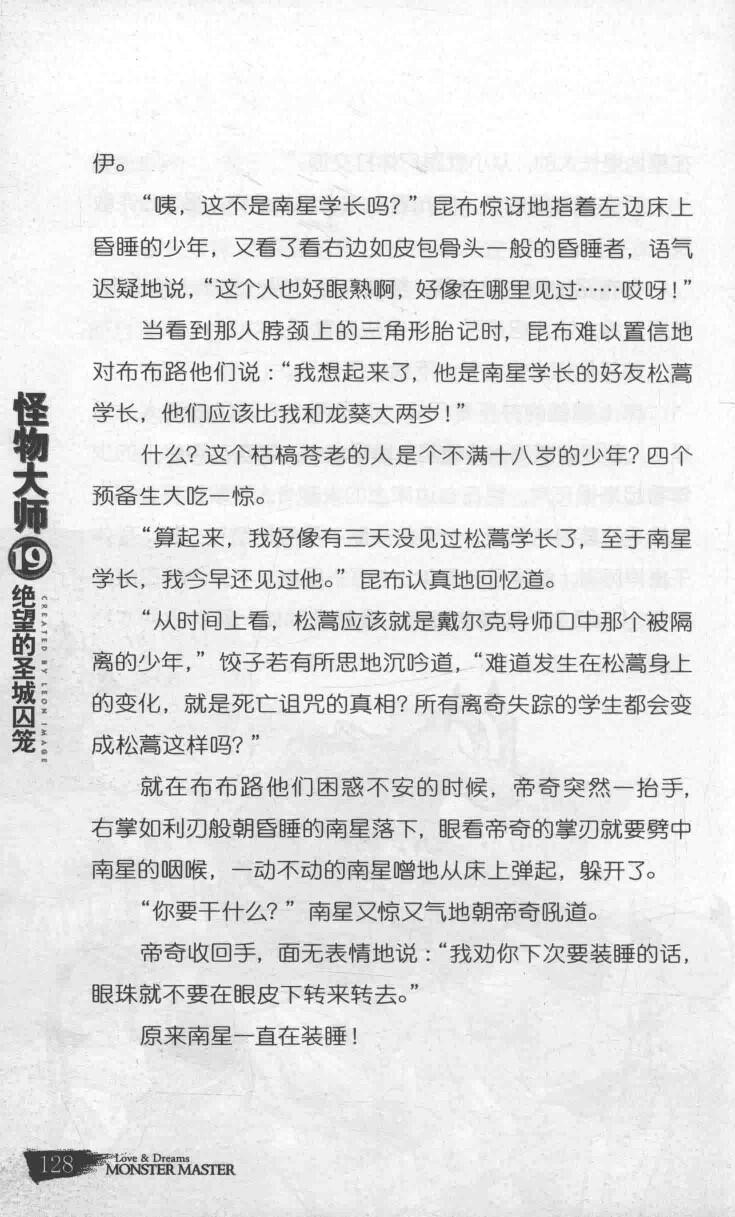 伊。
“咦，这不是南星学长吗？”昆布惊讶地指着左边床上
昏睡的少年，又看了看右边如皮包骨头一般的昏睡者，语气
迟疑地说，“这个人也好眼熟啊，好像在哪里见过……哎呀！”
当看到那人脖颈上的三角形胎记时，昆布难以置信地
对布布路他们说：“我想起来了，他是南星学长的好友松蒿
学长，他们应该比我和龙葵大两岁！”
什么？这个枯槁苍老的人是个不满十八岁的少年？四个
预备生大吃一惊。
“算起来，我好像有三天没见过松蒿学长了，至于南星
学长，我今早还见过他。”昆布认真地回忆道。
“从时间上看，松蒿应该就是戴尔克导师口中那个被隔
离的少年，”饺子若有所思地沉吟道，“难道发生在松蒿身上
的变化，就是死亡诅咒的真相？所有离奇失踪的学生都会变
成松蒿这样吗？”
就在布布路他们困惑不安的时候，帝奇突然一抬手，
右掌如利刃般朝昏睡的南星落下，眼看帝奇的掌刃就要劈中
南星的咽喉，一动不动的南星噌地从床上弹起，躲开了。
“你要干什么？”南星又惊又气地朝帝奇吼道。
帝奇收回手，面无表情地说：“我劝你下次要装睡的话，
眼珠就不要在眼皮下转来转去。”
原来南星一直在装睡！
怪物大师
19
绝望的圣城囚笼
CREATED BY LEON IMAGE
128
Love & Dreams
MONSTER MASTER